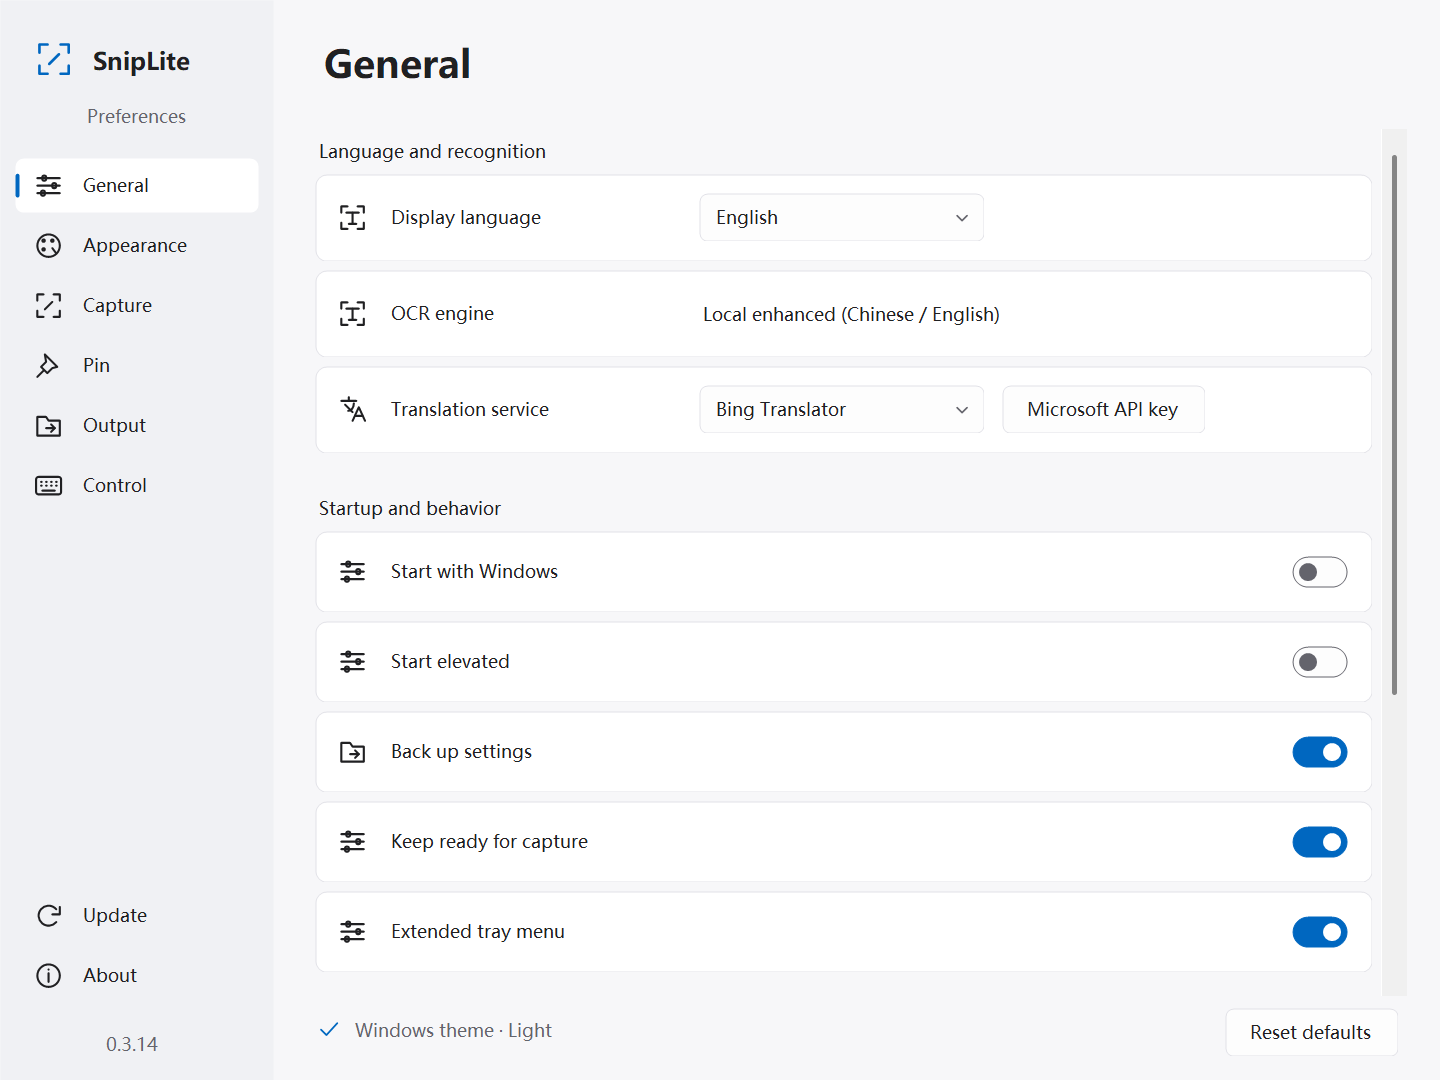 SnipLite
Preferences
General
Appearance
Capture
Pin
Output
Control
Update
About
0.3.14
General
Language and recognition
Display language English
OCR engine Local enhanced (Chinese / English)
Translation service Bing Translator Microsoft API key
Startup and behavior
Start with Windows
Start elevated
Back up settings
Keep ready for capture
Extended tray menu
Windows theme · Light
Reset defaults